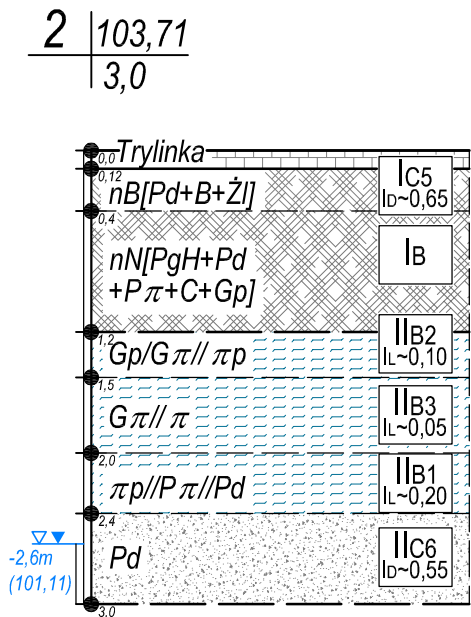 2 103,71
3,0
0,0 Trylinka
0,12
nB[Pd+B+Żl]
IC5
ID~0,65
0,4
nN[PgH+Pd
+Pπ+C+Gp]
IB
1,2
Gp/Gπ//πp
IIB2
IL~0,10
1,5
Gπ//π
IIB3
IL~0,05
2,0
πp//Pπ//Pd
IIB1
IL~0,20
2,4
-2,6m
(101,11)
Pd
IIC6
ID~0,55
3.0